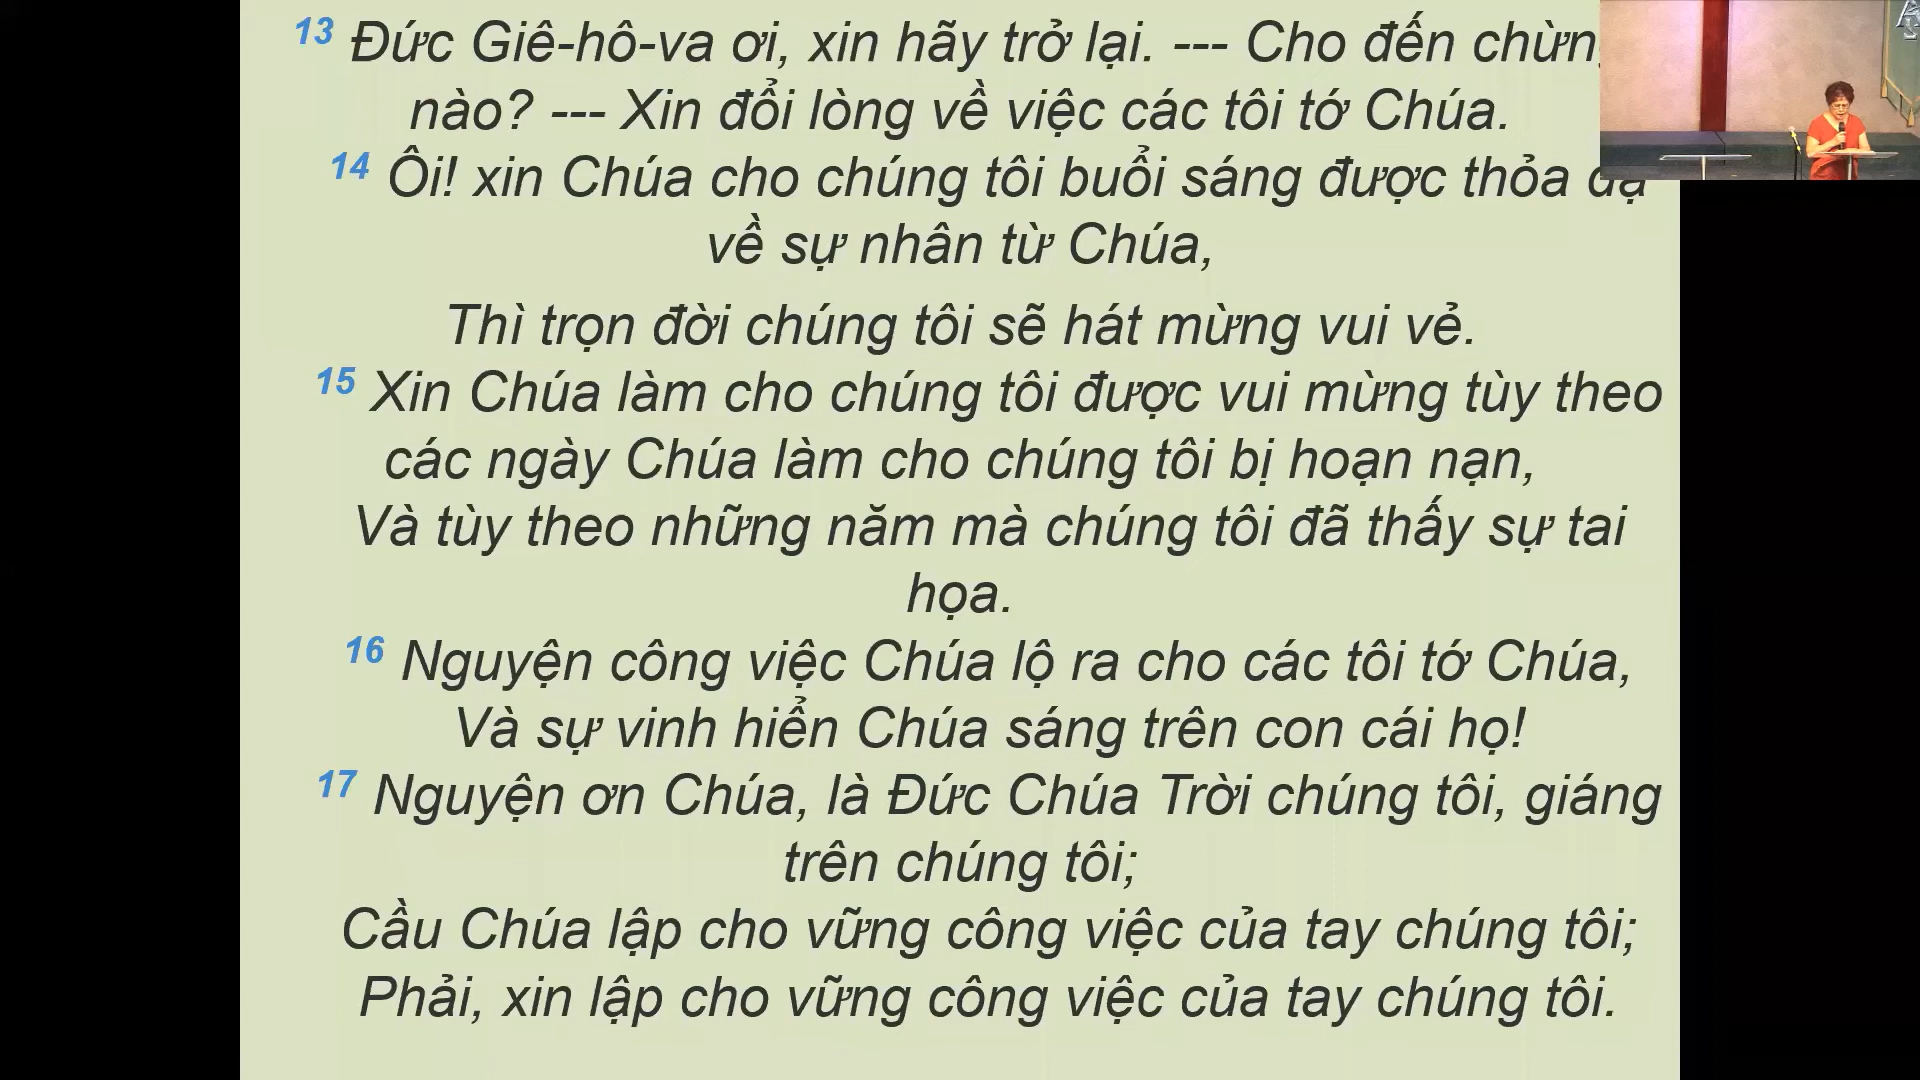 13 Đức Giê-hô-va ơi, xin hãy trở lại. --- Cho đến chừng
nào? --- Xin đổi lòng về việc các tôi tớ Chúa.
14 Ôi! xin Chúa cho chúng tôi buổi sáng được thỏa dạ
về sự nhân từ Chúa,
Thì trọn đời chúng tôi sẽ hát mừng vui vẻ.
15 Xin Chúa làm cho chúng tôi được vui mừng tùy theo
các ngày Chúa làm cho chúng tôi bị hoạn nạn,
Và tùy theo những năm mà chúng tôi đã thấy sự tai
họa.
16 Nguyện công việc Chúa lộ ra cho các tôi tớ Chúa,
Và sự vinh hiển Chúa sáng trên con cái họ!
17 Nguyện ơn Chúa, là Đức Chúa Trời chúng tôi, giáng
trên chúng tôi;
Cầu Chúa lập cho vững công việc của tay chúng tôi;
Phải, xin lập cho vững công việc của tay chúng tôi.